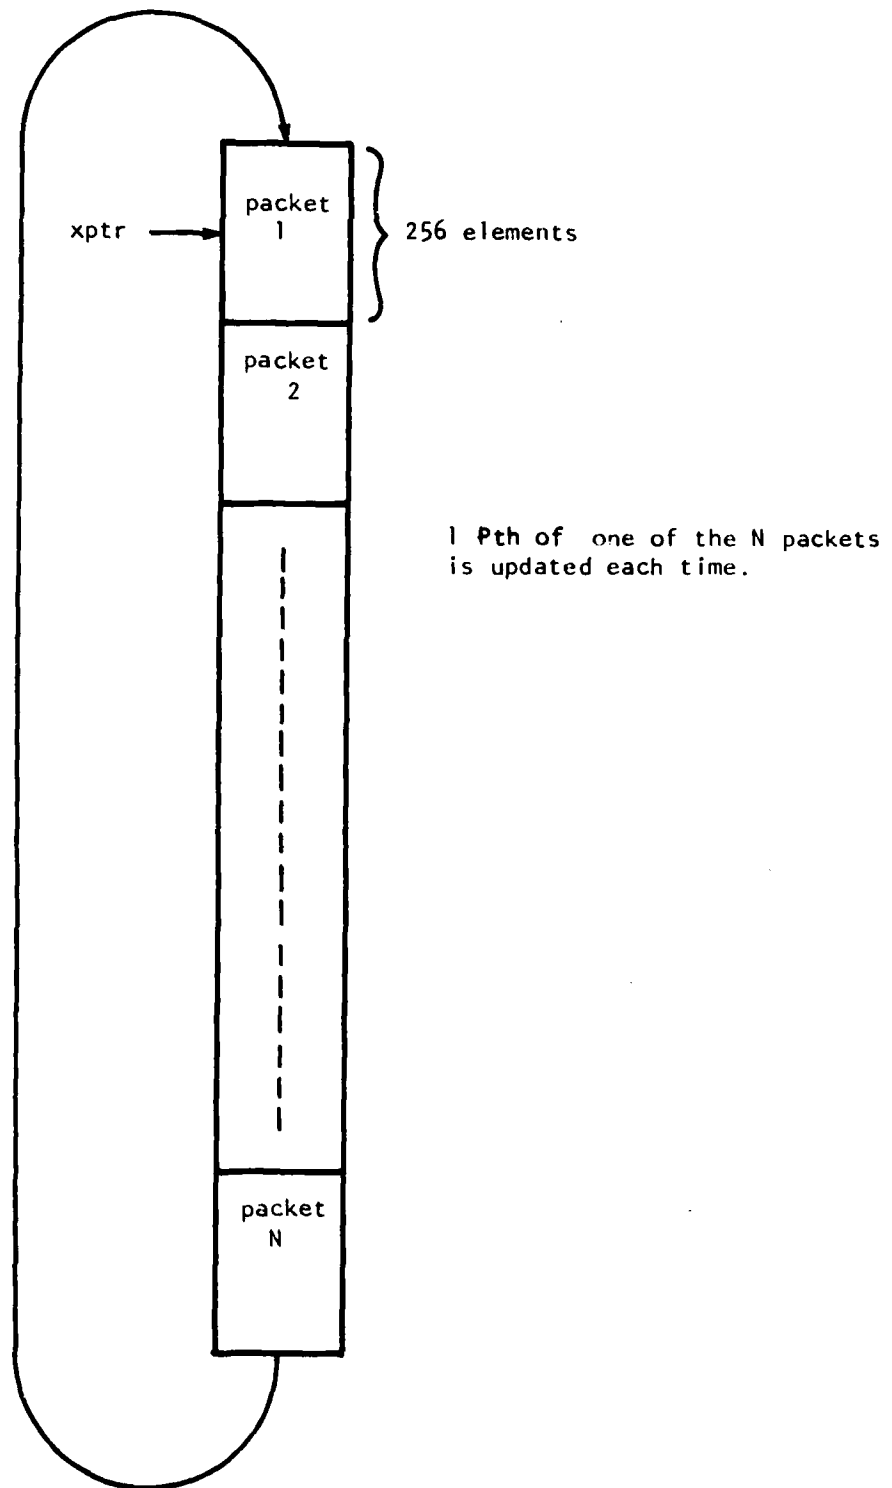 packet
1
xptr
256 elements
packet
2
1 Pth of one of the N packets
is updated each time.
packet
N